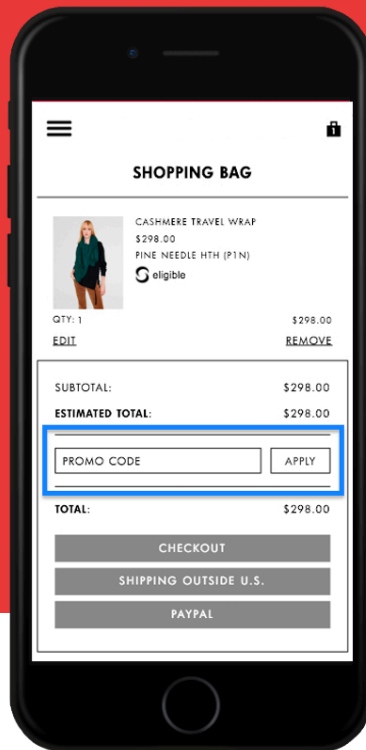 1
SHOPPING BAG
CASHMERE TRAVEL WRAP
$298.00
PINE NEEDLE HTH (P1N)
S eligible
QTY: 1 $298.00
EDIT REMOVE
SUBTOTAL: $298.00
ESTIMATED TOTAL: $298.00
PROMO CODE APPLY
TOTAL: $298.00
CHECKOUT
SHIPPING OUTSIDE U.S.
PAYPAL